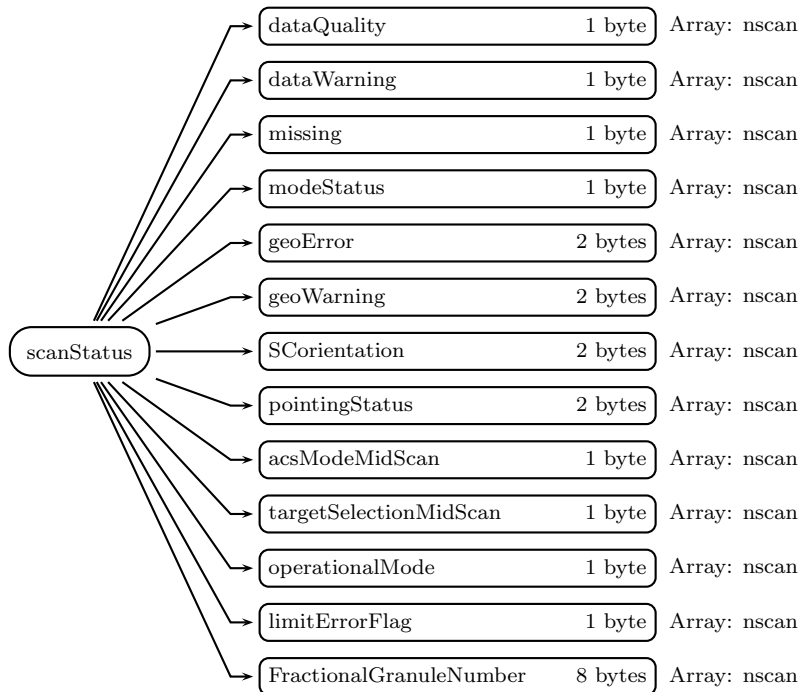 dataQuality 1 byte Array: nscan
dataWarning 1 byte Array: nscan
missing 1 byte Array: nscan
modeStatus 1 byte Array: nscan
geoError 2 bytes Array: nscan
geoWarning 2 bytes Array: nscan
scanStatus SCorientation 2 bytes Array: nscan
pointingStatus 2 bytes Array: nscan
acsModeMidScan 1 byte Array: nscan
targetSelectionMidScan 1 byte Array: nscan
operationalMode 1 byte Array: nscan
limitErrorFlag 1 byte Array: nscan
FractionalGranuleNumber 8 bytes Array: nscan